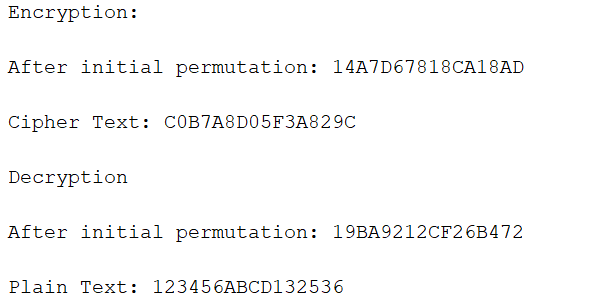 Encryption:
After initial permutation: 14A7D67818CA18AD
Cipher Text: C0B7A8D05F3A829C
Decryption
After initial permutation: 19BA9212CF26B472
Plain Text: 123456ABCD132536